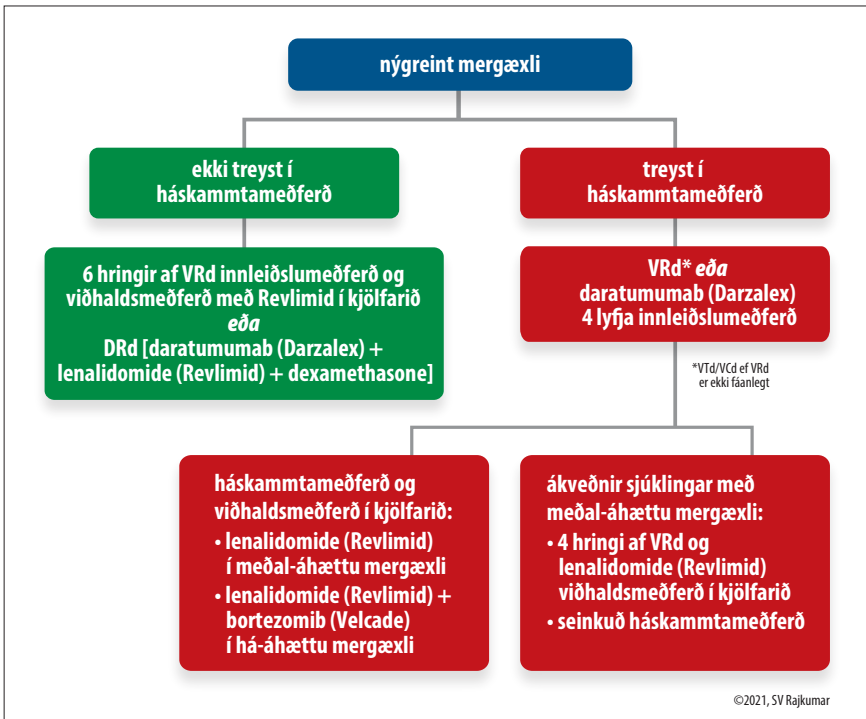 nýgreint mergæxli
ekki treyst í
háskammtameðferð
treyst í
háskammtameðferð
6 hringir af VRd innleiðslumeðferð og
viðhaldsmeðferð með Revlimid í kjölfarið
eða
DRd [daratumumab (Darzalex) +
lenalidomide (Revlimid) + dexamethasone]
VRd* eða
daratumumab (Darzalex)
4 lyfja innleiðslumeðferð
*VTd/VCd ef VRd
er ekki fáanlegt
háskammtameðferð og
viðhaldsmeðferð í kjölfarið:
• lenalidomide (Revlimid)
í meðal-áhættu mergæxli
• lenalidomide (Revlimid) +
bortezomib (Velcade)
í há-áhættu mergæxli
ákveðnir sjúklingar með
meðal-áhættu mergæxli:
• 4 hringi af VRd og
lenalidomide (Revlimid)
viðhaldsmeðferð í kjölfarið
• seinkuð háskammtameðferð
©2021, SV Rajkumar